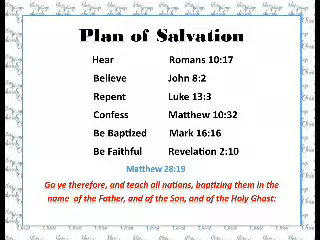 Plan of Salvation
Hear Romans 10:17
Believe John 8:2
Repent Luke 13:3
Confess Matthew 10:32
Be Baptized Mark 16:16
Be Faithful Revelation 2:10
Matthew 28:19
Go ye therefore, and teach all nations, baptizing them in the
name of the Father, and of the Son, and of the Holy Ghost: